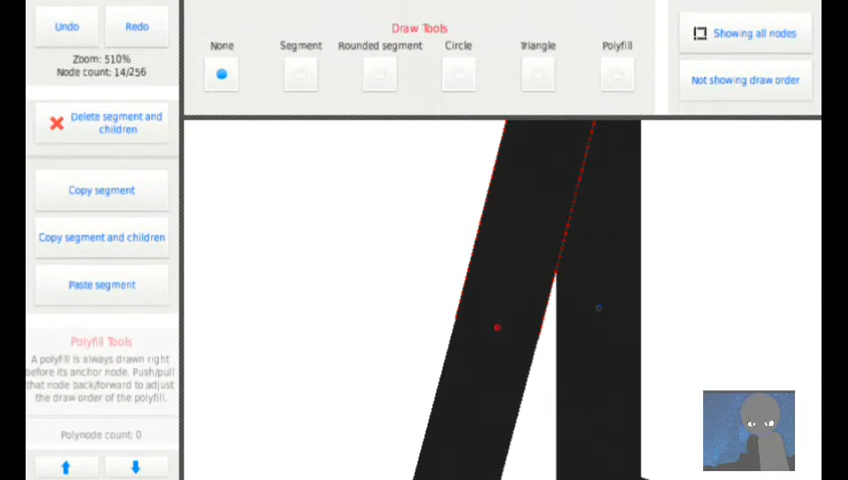 Undo
Redo
Zoom: 510%
Node count: 14/256
Delete segment and
children
Copy segment
Copy segment and children
Paste segment
Polyfill Tools
A polyfill is always drawn right
before its anchor node. Push/pull
that node back/forward to adjust
the draw order of the polyfill.
Polynode count: 0
Draw Tools
None
Segment
Rounded segment
Circle
Triangle
Polyfill
Showing all nodes
Not showing draw order